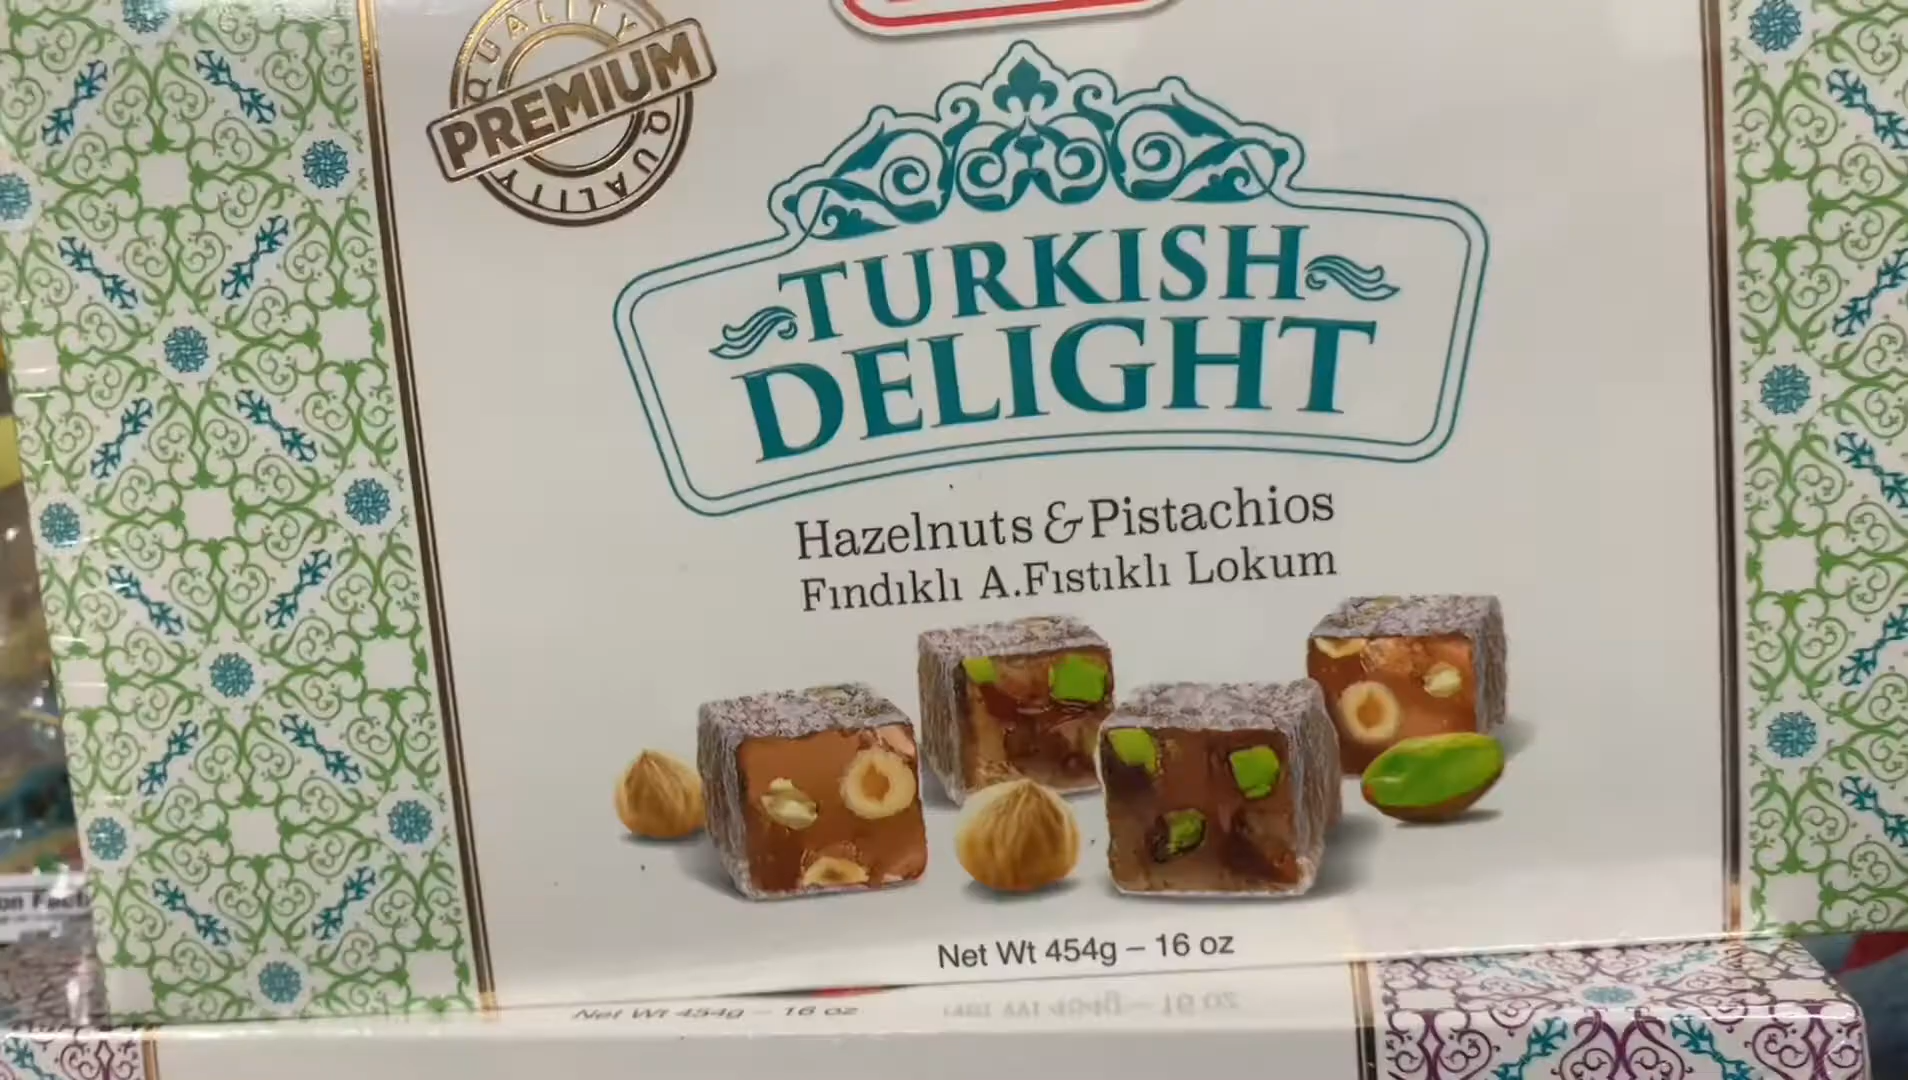 QUALITY
PREMIUM
QUALITY
TURKISH
DELIGHT
Hazelnuts & Pistachios
Fındıklı A.Fıstıklı Lokum
Net Wt 454g – 16 oz
Net Wt 454g – 16 oz